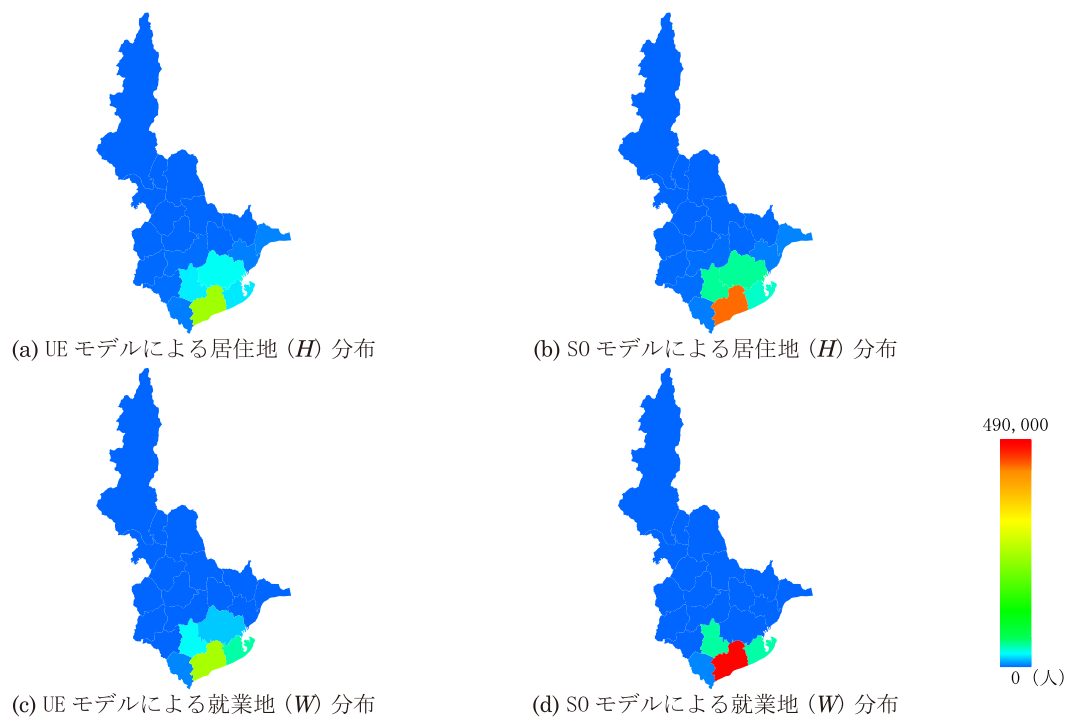 (a) UE モデルによる居住地 (H) 分布
(b) SO モデルによる居住地 (H) 分布
490,000
0 (人)
(c) UE モデルによる就業地 (W) 分布
(d) SO モデルによる就業地 (W) 分布